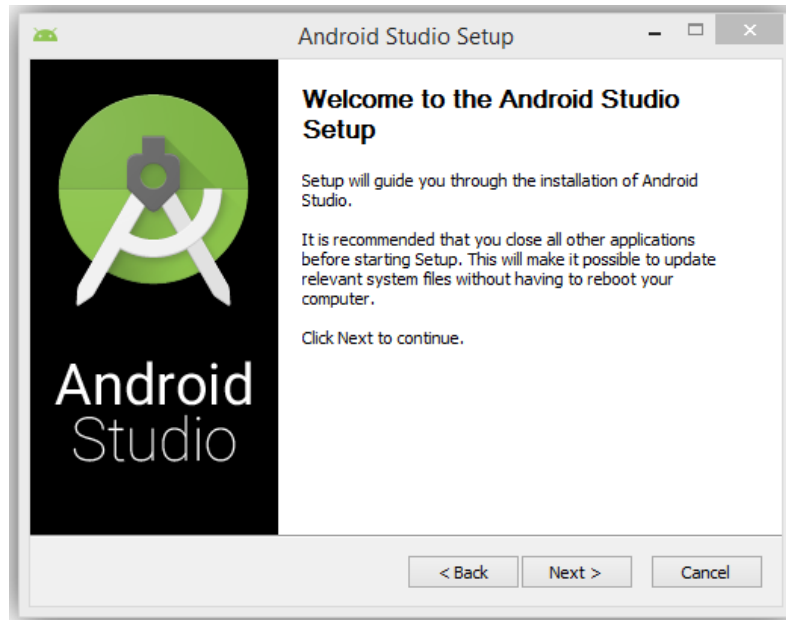 Android Studio Setup
Welcome to the Android Studio
Setup
Setup will guide you through the installation of Android
Studio.
It is recommended that you close all other applications
before starting Setup. This will make it possible to update
relevant system files without having to reboot your
computer.
Click Next to continue.
Android
Studio
< Back
Next >
Cancel